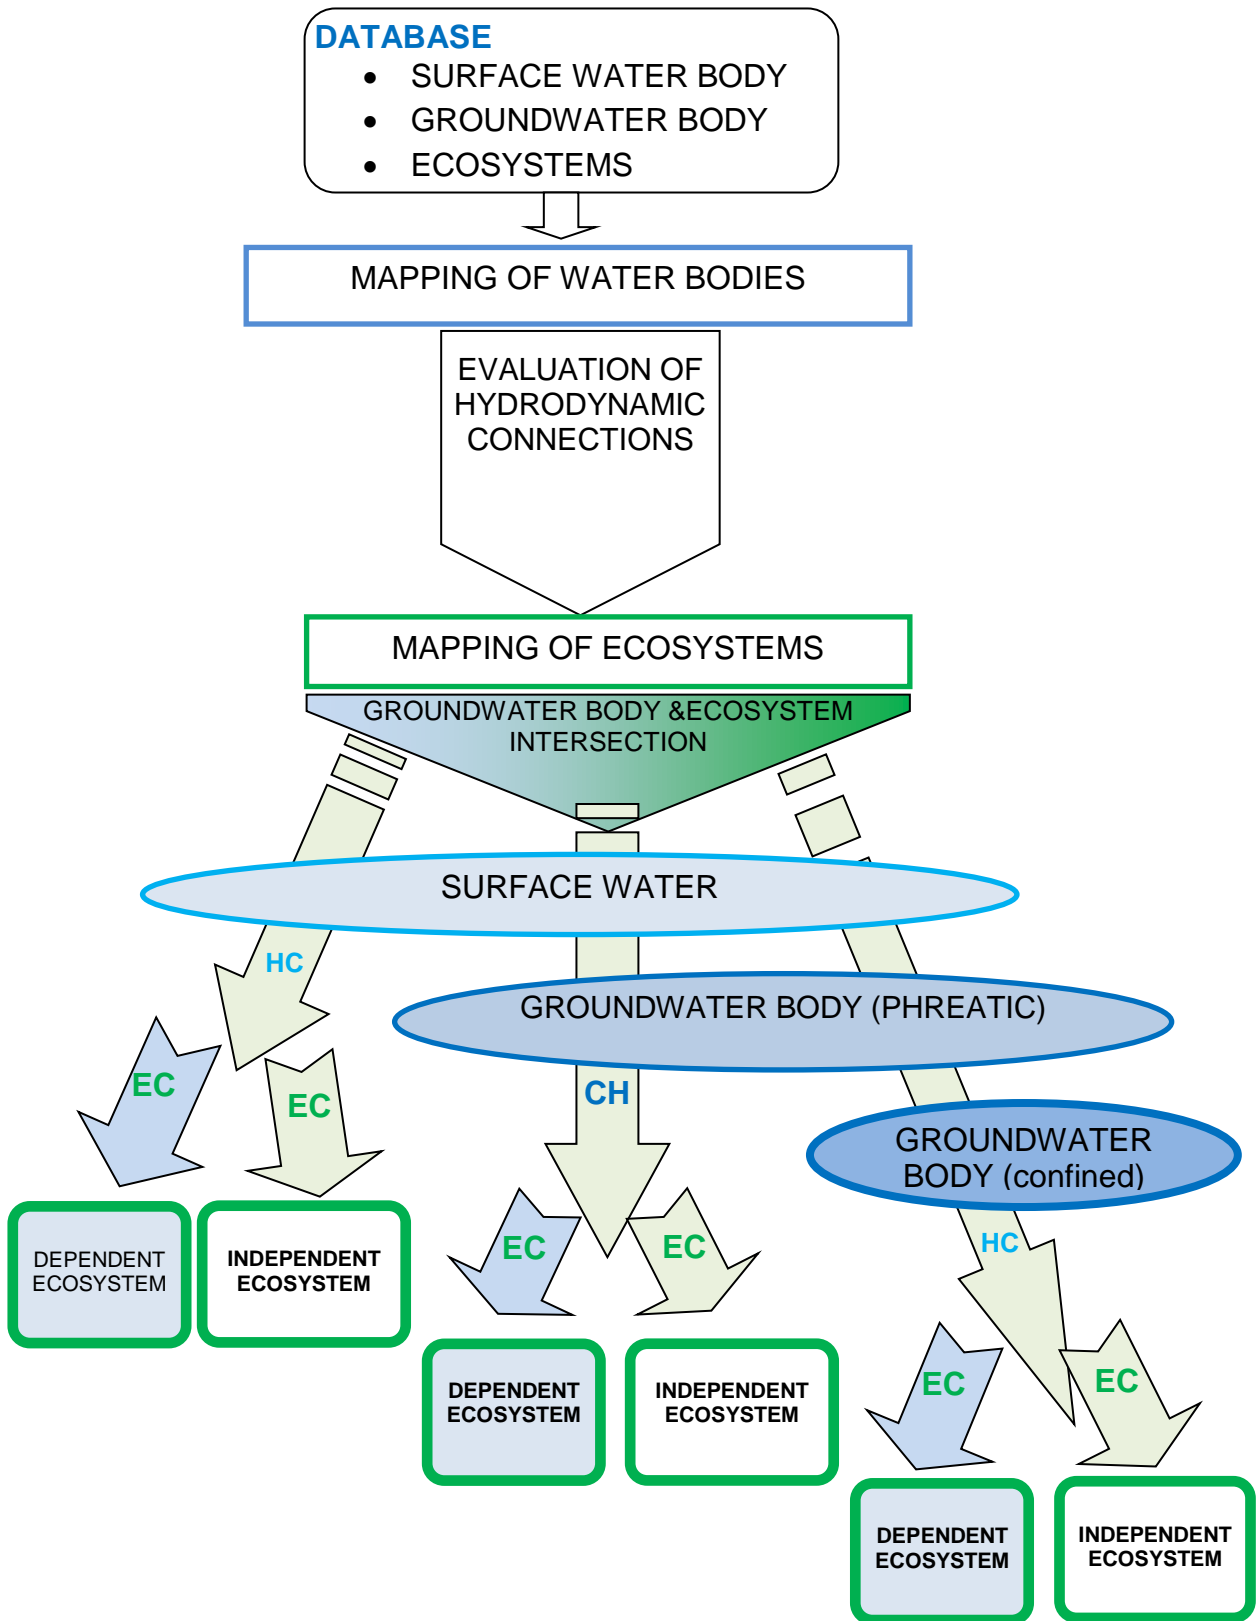 DATABASE
• SURFACE WATER BODY
• GROUNDWATER BODY
• ECOSYSTEMS
MAPPING OF WATER BODIES
EVALUATION OF
HYDRODYNAMIC
CONNECTIONS
MAPPING OF ECOSYSTEMS
GROUNDWATER BODY &ECOSYSTEM
INTERSECTION
SURFACE WATER
HC
GROUNDWATER BODY (PHREATIC)
EC
EC
CH
GROUNDWATER
BODY (confined)
DEPENDENT
ECOSYSTEM
INDEPENDENT
ECOSYSTEM
EC
EC
HC
DEPENDENT
ECOSYSTEM
INDEPENDENT
ECOSYSTEM
EC
EC
DEPENDENT
ECOSYSTEM
INDEPENDENT
ECOSYSTEM